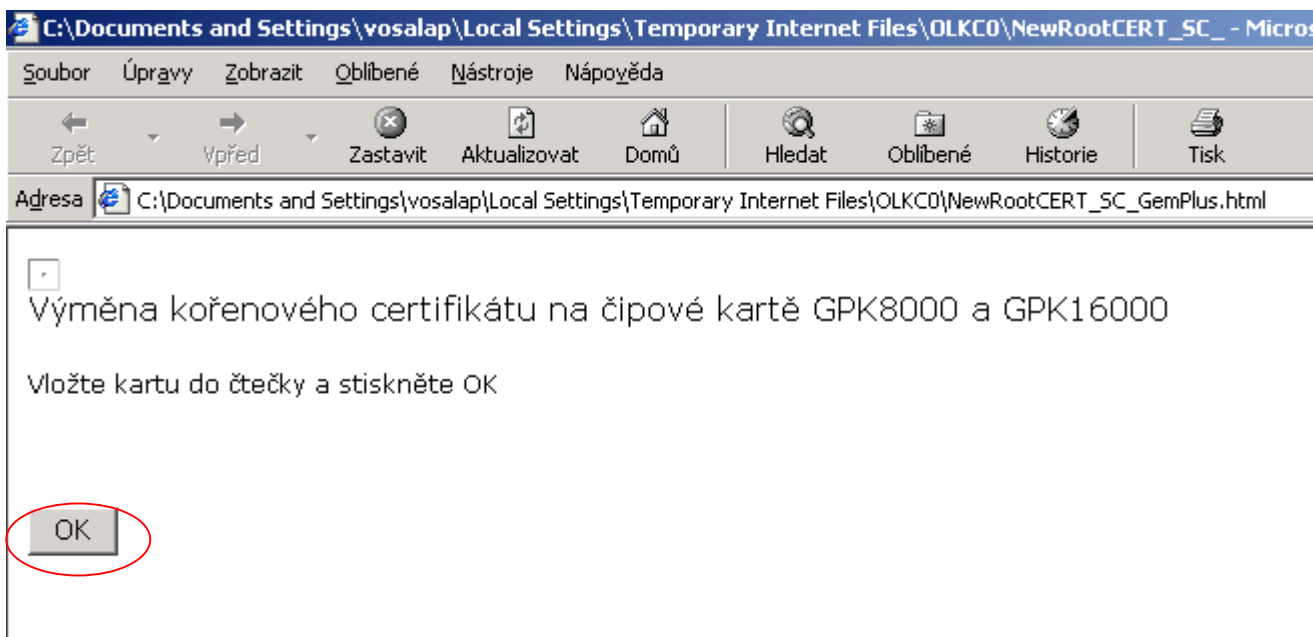 C:\Documents and Settings\vosalap\Local Settings\Temporary Internet Files\OLKC0\NewRootCERT_SC_ - Micros
Soubor Úpravy Zobrazit Oblíbené Nástroje Nápověda
Zpět Vpřed Zastavit Aktualizovat Domů Hledat Oblíbené Historie Tisk
Adresa C:\Documents and Settings\vosalap\Local Settings\Temporary Internet Files\OLKC0\NewRootCERT_SC_GemPlus.html
Výměna kořenového certifikátu na čipové kartě GPK8000 a GPK16000
Vložte kartu do čtečky a stiskněte OK
OK